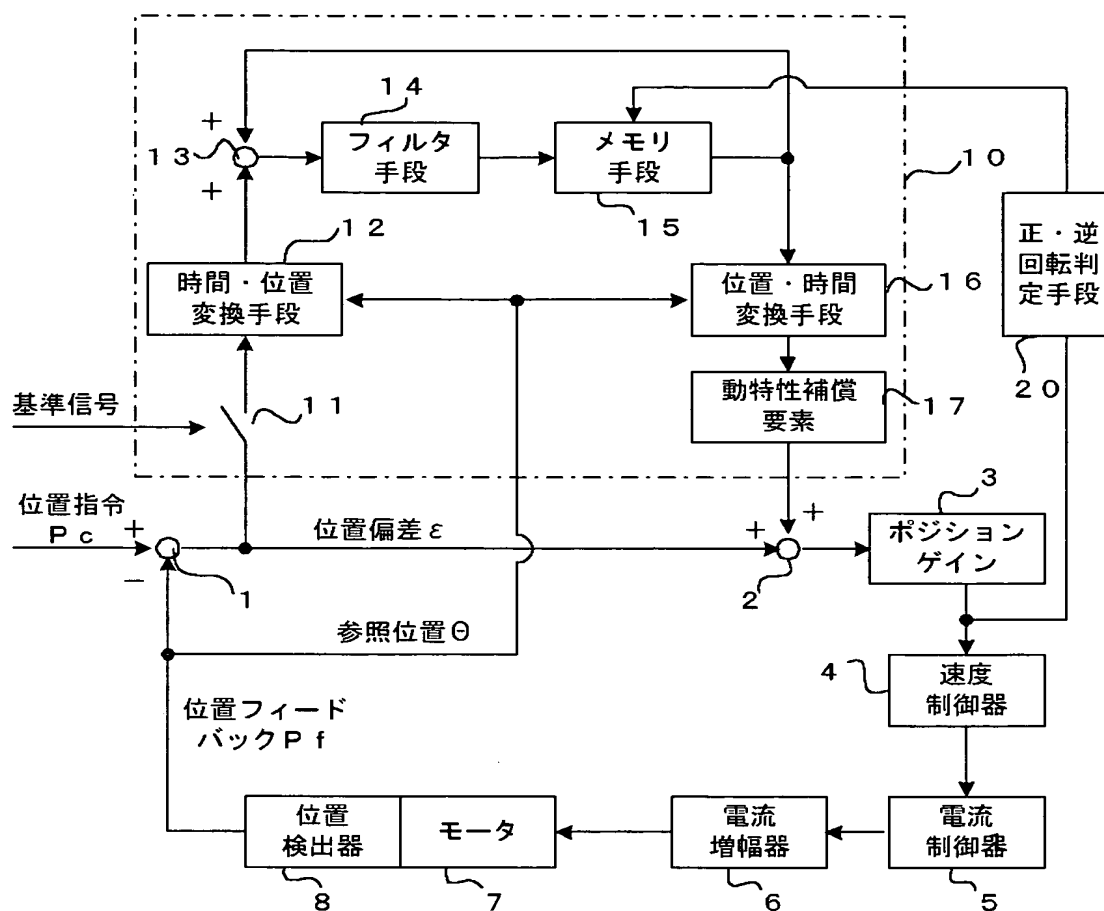 14
+
13
+
フィルタ
手段
メモリ
手段
15
10
12
時間・位置
変換手段
位置・時間
変換手段
16
正・逆
回転判
定手段
20
動特性補償
要素
17
基準信号
11
位置指令
Pc
+
−
1
位置偏差ε
+
+
2
3
ポジション
ゲイン
参照位置Θ
4
速度
制御器
位置フィード
バックPf
位置
検出器
モータ
電流
増幅器
電流
制御器
8
7
6
5